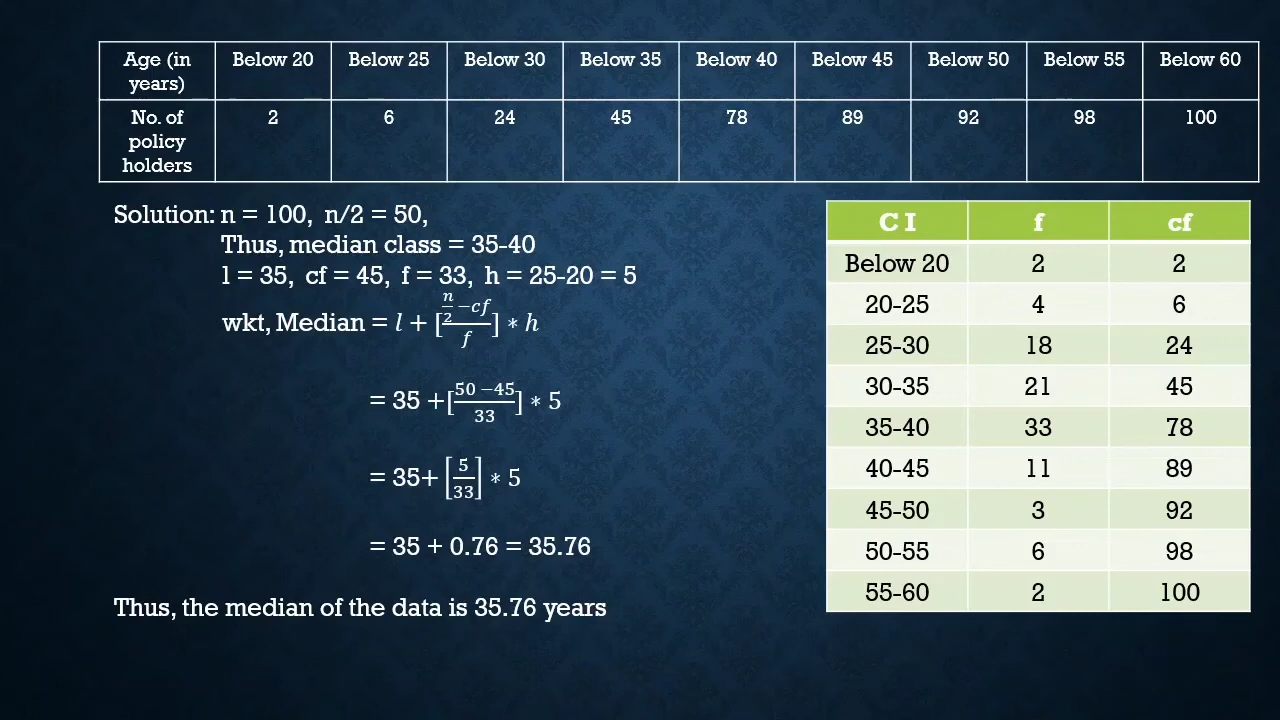 Age (in years) Below 20 Below 25 Below 30 Below 35 Below 40 Below 45 Below 50 Below 55 Below 60
No. of policy holders 2 6 24 45 78 89 92 98 100
Solution: n = 100, n/2 = 50,
Thus, median class = 35-40
l = 35, cf = 45, f = 33, h = 25-20 = 5
wkt, Median = l + [(n/2 −cf)/f] ∗ h
= 35 +[(50 −45)/33] ∗ 5
= 35+ [5/33] ∗ 5
= 35 + 0.76 = 35.76
Thus, the median of the data is 35.76 years
C I f cf
Below 20 2 2
20-25 4 6
25-30 18 24
30-35 21 45
35-40 33 78
40-45 11 89
45-50 3 92
50-55 6 98
55-60 2 100